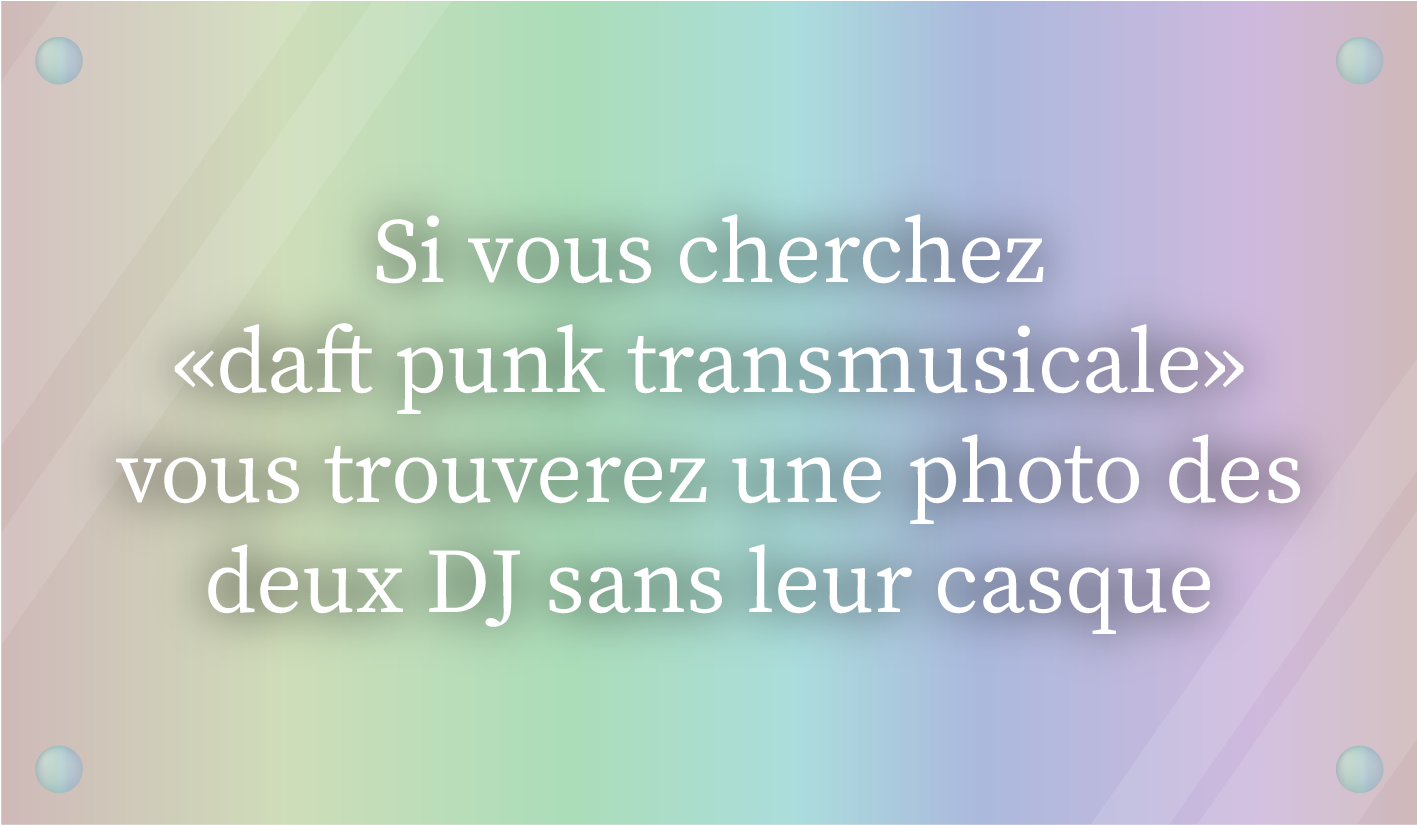 Si vous cherchez
«daft punk transmusicale»
vous trouverez une photo des
deux DJ sans leur casque